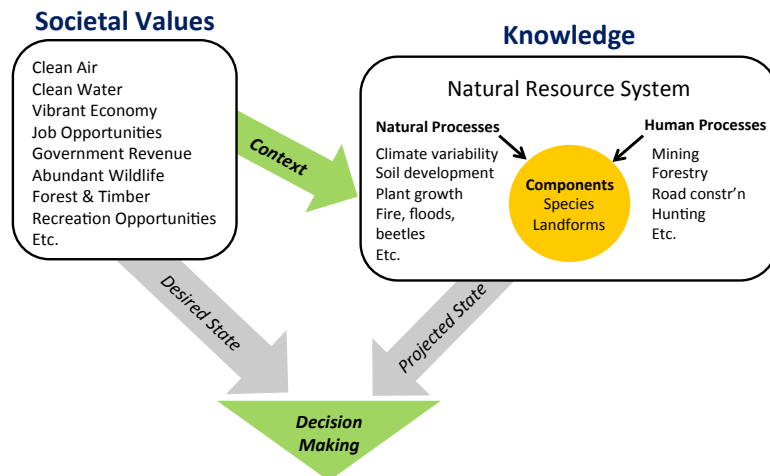 Societal Values
Clean Air
Clean Water
Vibrant Economy
Job Opportunities
Government Revenue
Abundant Wildlife
Forest & Timber
Recreation Opportunities
Etc.
Context
Knowledge
Natural Resource System
Natural Processes
Climate variability
Soil development
Plant growth
Fire, floods,
beetles
Etc.
Components
Species
Landforms
Human Processes
Mining
Forestry
Road constr'n
Hunting
Etc.
Desired State
Projected State
Decision
Making